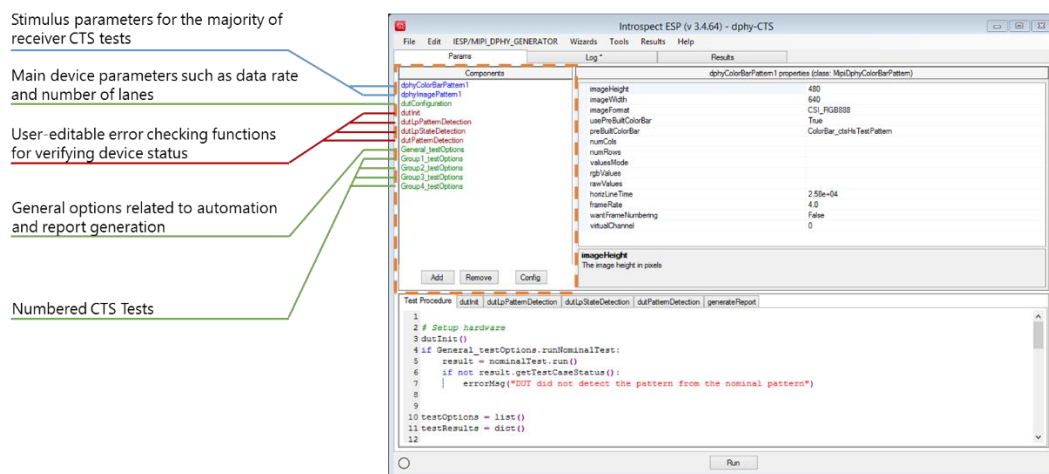 Stimulus parameters for the majority of
receiver CTS tests
Main device parameters such as data rate
and number of lanes
User-editable error checking functions
for verifying device status
General options related to automation
and report generation
Numbered CTS Tests
Introspect ESP (v 3.4.64) - dphy-CTS
File Edit IESP/MIPI_DPHY_GENERATOR Wizards Tools Results Help
Params Log * Results
Components
dphyColorBarPattern1
dphyImagePattern1
dutConfiguration
dutInit
dutLpPatternDetection
dutLpStateDetection
dutPatternDetection
General_testOptions
Group1_testOptions
Group2_testOptions
Group3_testOptions
Group4_testOptions
Add Remove Config
dphyColorBarPattern1 properties (class: MipiDphyColorBarPattern)
imageHeight 480
imageWidth 640
imageFormat CSI_RGB888
usePreBuiltColorBar True
preBuiltColorBar ColorBar_ctsHsTestPattern
numCols
numRows
valuesMode
rgbValues
rawValues
horizLineTime 2.58e+04
frameRate 4.0
wantFrameNumbering False
virtualChannel 0
imageHeight
The image height in pixels
Test Procedure dutInit dutLpPatternDetection dutLpStateDetection dutPatternDetection generateReport
1
2 # Setup hardware
3 dutInit()
4 if General_testOptions.runNominalTest:
5 result = nominalTest.run()
6 if not result.getTestCaseStatus():
7 errorMsg("DUT did not detect the pattern from the nominal pattern")
8
9
10 testOptions = list()
11 testResults = dict()
12
Run